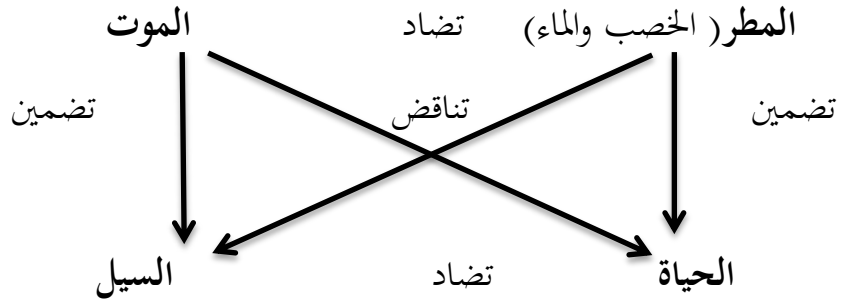 المطر( الخصب والماء) تضاد الموت
تضمين تناقض تضمين
الحياة تضاد السيل